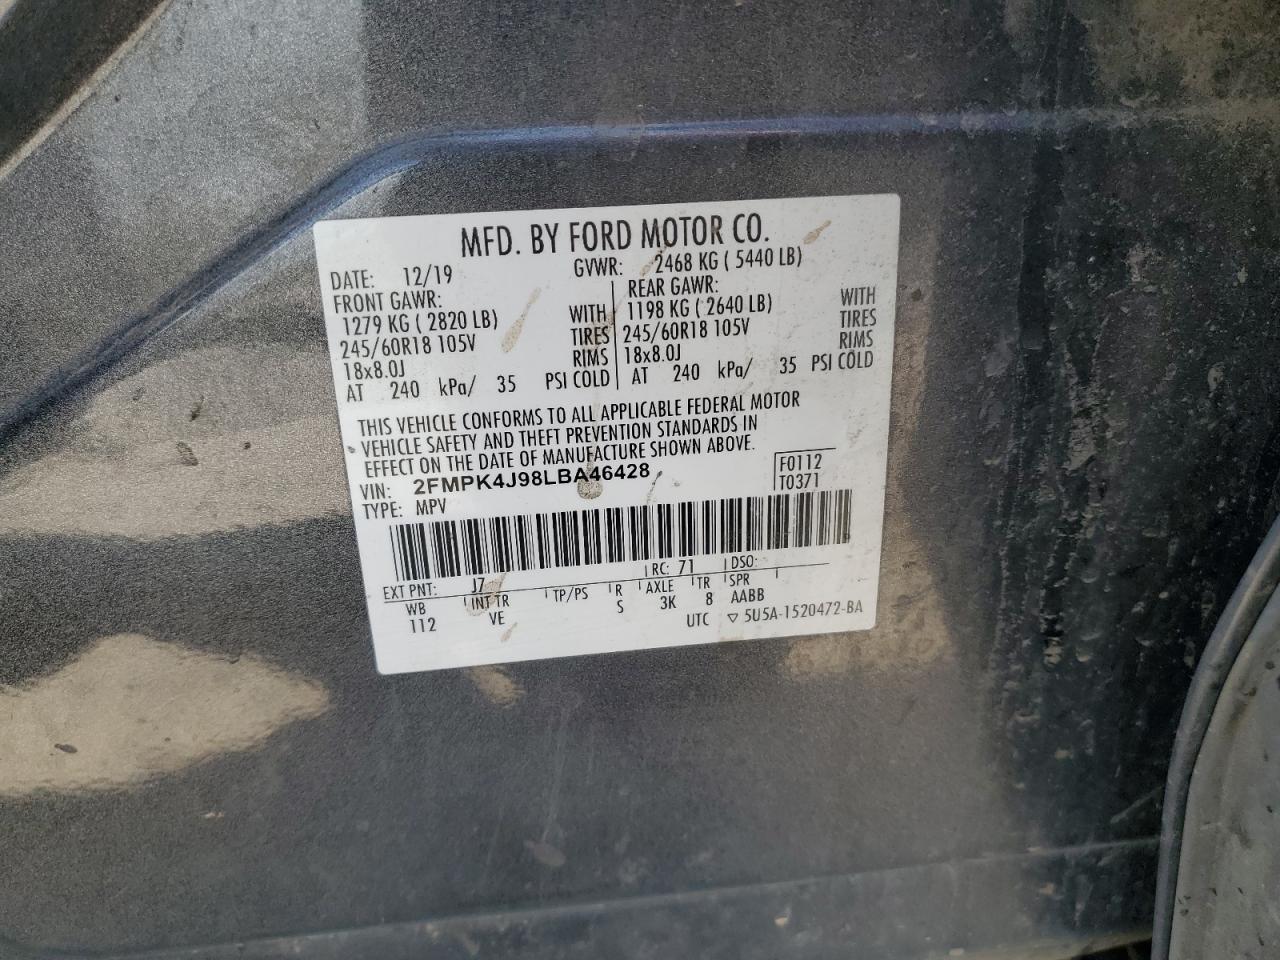 MFD. BY FORD MOTOR CO.
DATE: 12/19 GVWR: 2468 KG ( 5440 LB)
FRONT GAWR: REAR GAWR:
1279 KG ( 2820 LB) WITH 1198 KG ( 2640 LB) WITH
245/60R18 105V TIRES 245/60R18 105V TIRES
18x8.0J RIMS 18x8.0J RIMS
AT 240 kPa/ 35 PSI COLD AT 240 kPa/ 35 PSI COLD
THIS VEHICLE CONFORMS TO ALL APPLICABLE FEDERAL MOTOR
VEHICLE SAFETY AND THEFT PREVENTION STANDARDS IN
EFFECT ON THE DATE OF MANUFACTURE SHOWN ABOVE.
VIN: 2FMPK4J98LBA46428 F0112
TYPE: MPV T0371
EXT PNT: J7 RC: 71 DSO:
WB INT TR TP/PS R AXLE TR SPR
112 VE S 3K 8 AABB
UTC ▽ 5U5A-1520472-BA